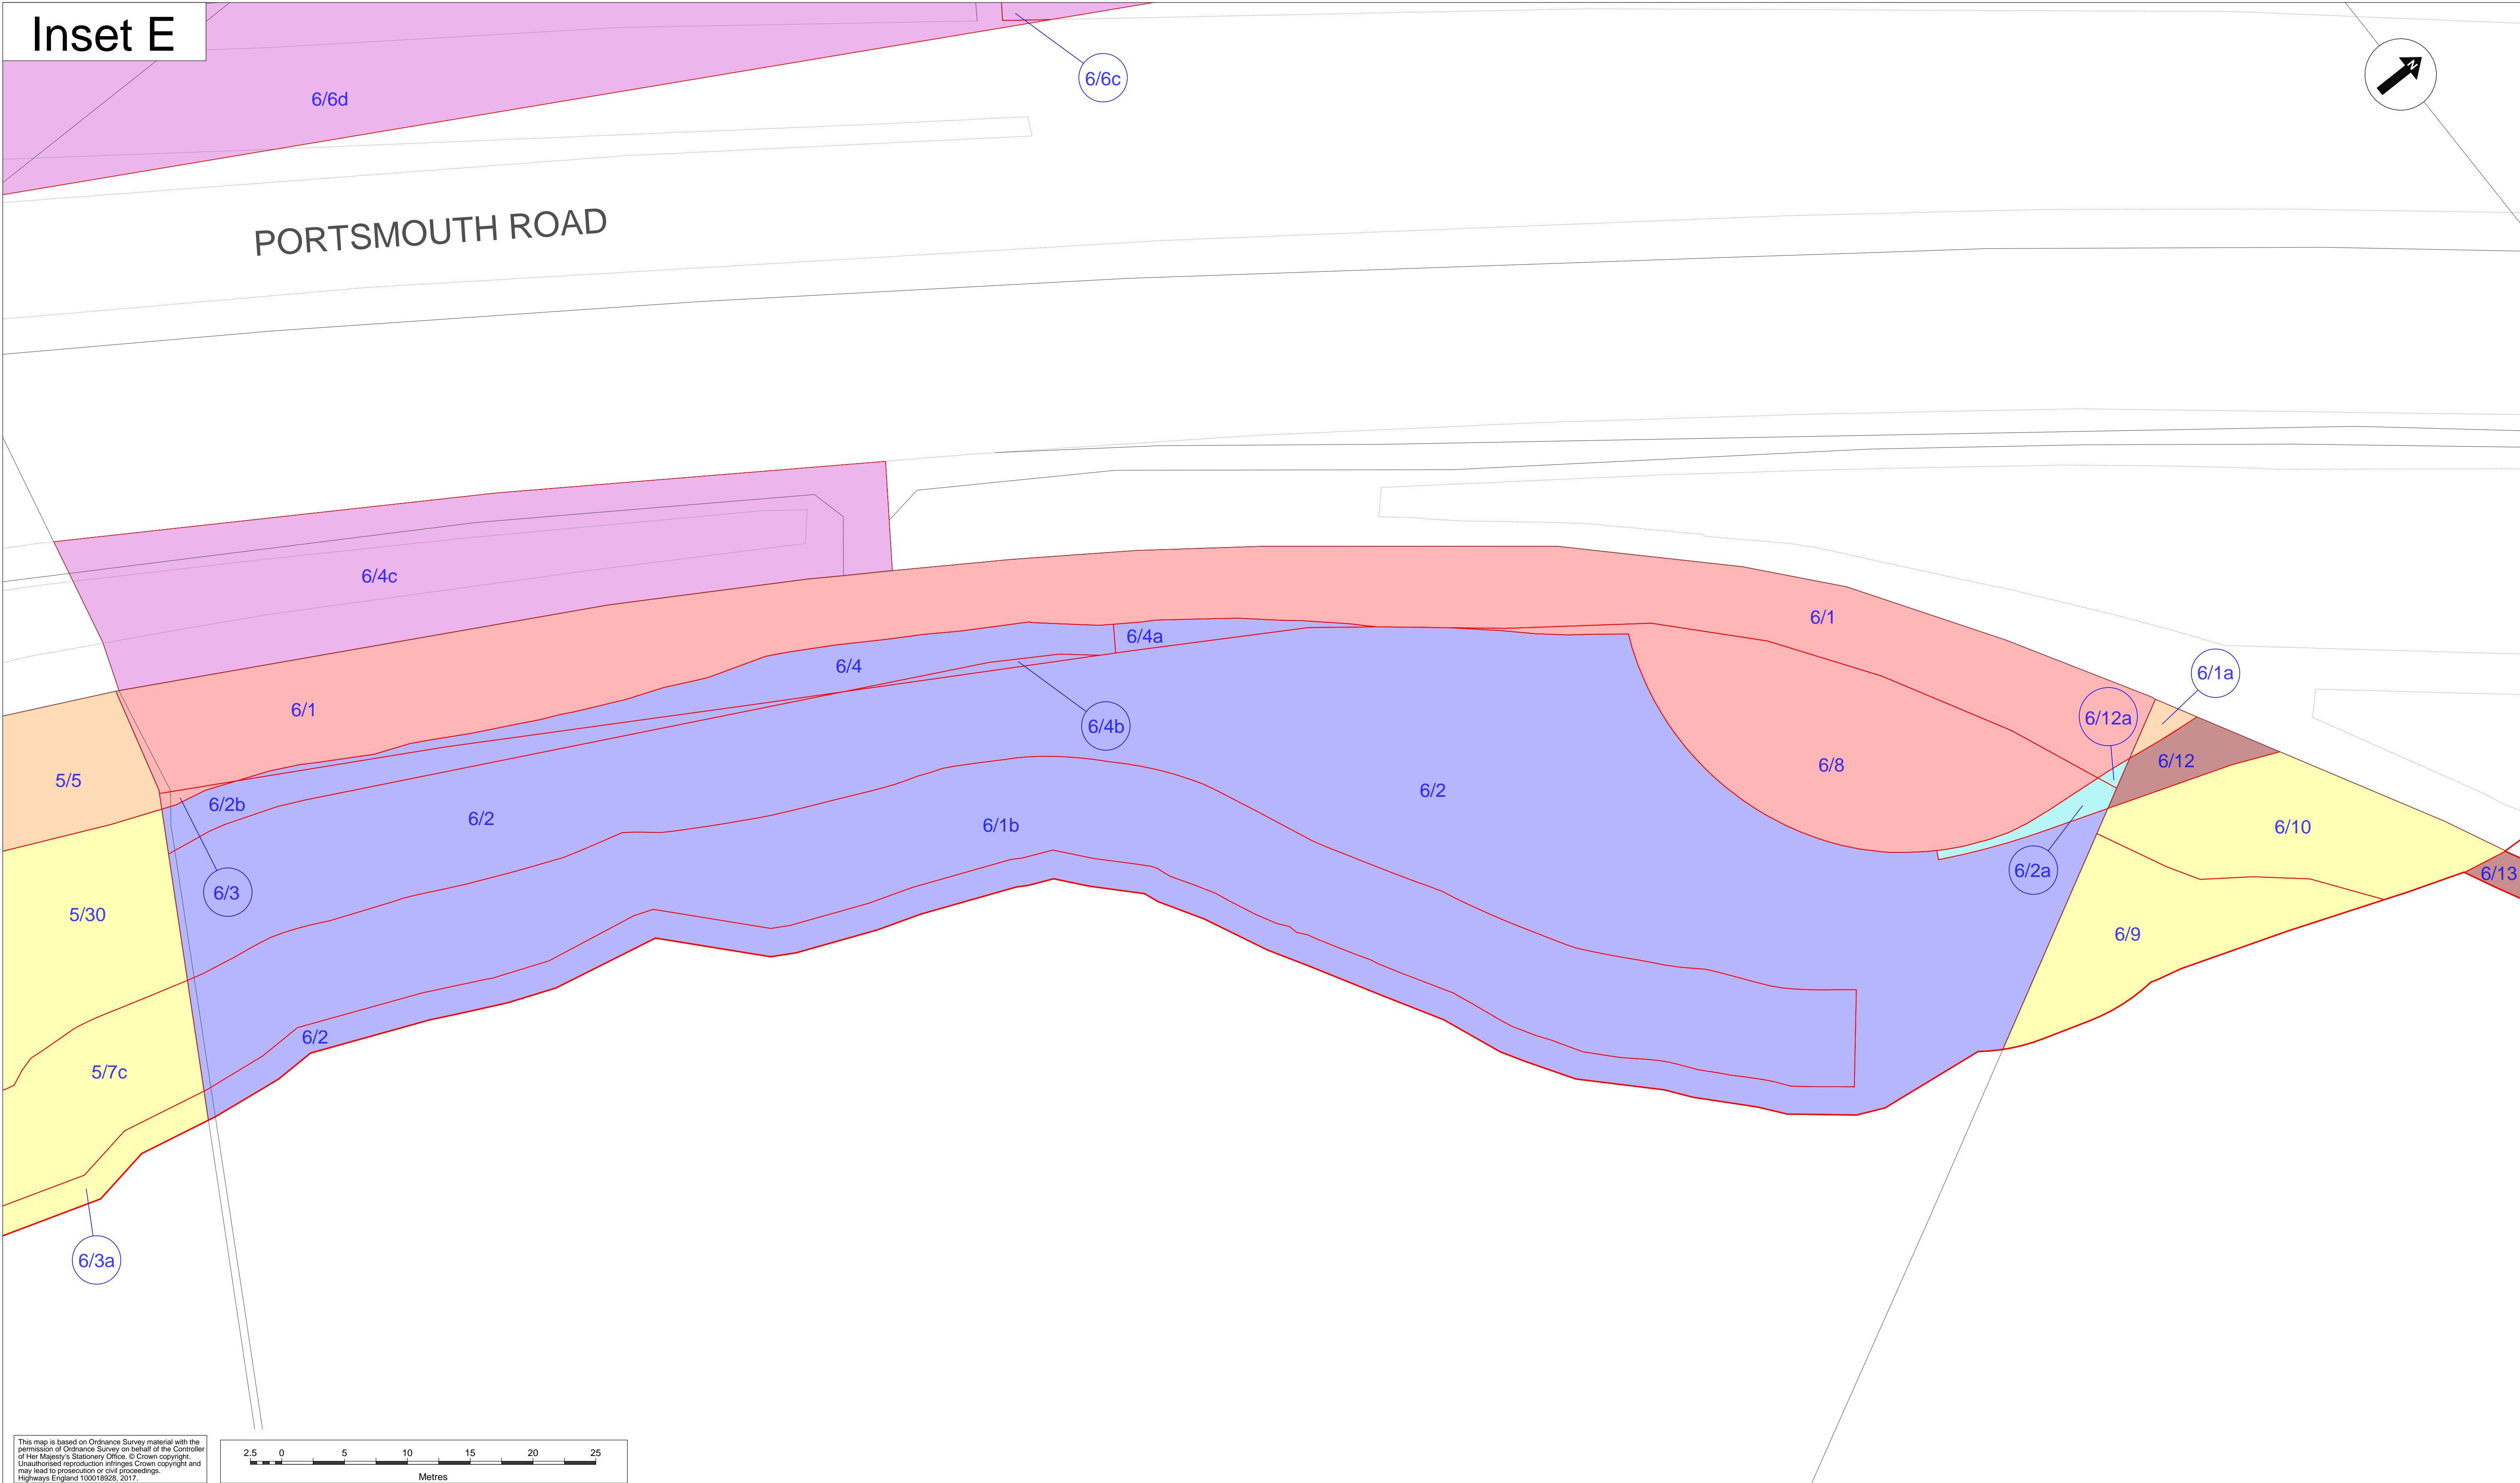 Inset E
6/6c
N
6/6d
PORTSMOUTH ROAD
6/4c
6/1
6/4a
6/4
6/1a
6/1
6/4b
6/12a
6/12
5/5
6/8
6/2
6/2b
6/2
6/1b
6/10
6/2a
6/13
6/3
5/30
6/9
6/2
5/7c
6/3a
This map is based on Ordnance Survey material with the
permission of Ordnance Survey on behalf of the Controller
of Her Majesty's Stationery Office. © Crown copyright.
Unauthorised reproduction infringes Crown copyright and
may lead to prosecution or civil proceedings.
Highways England 100018928, 2017.
2.5 0 5 10 15 20 25
Metres